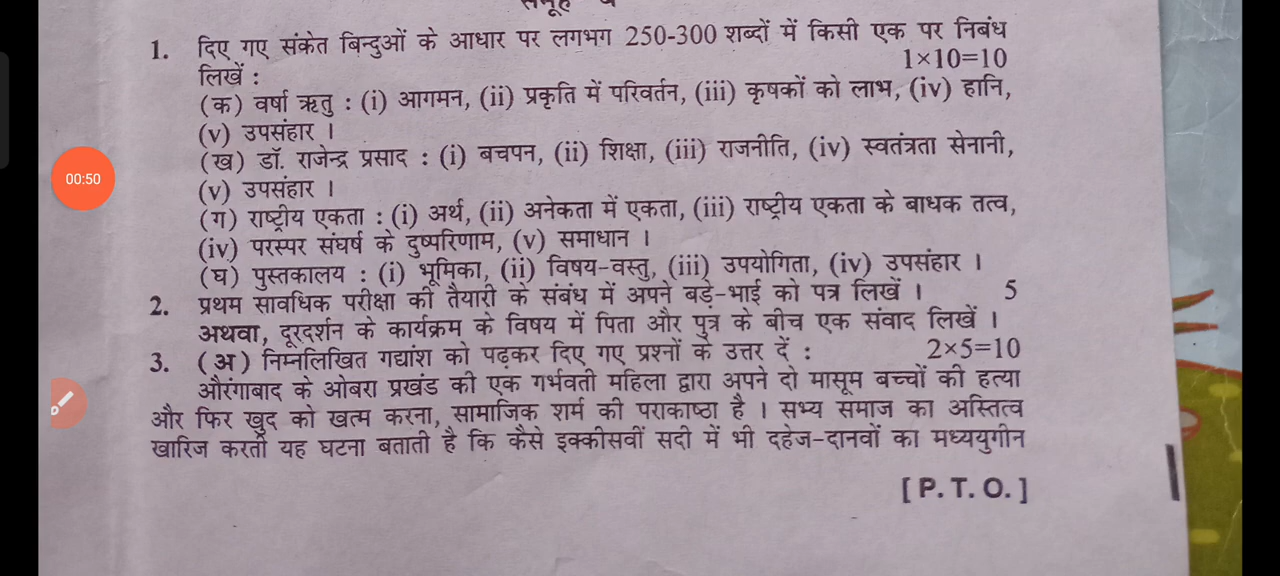 1. दिए गए संकेत बिन्दुओं के आधार पर लगभग 250-300 शब्दों में किसी एक पर निबंध
लिखें : 1×10=10
(क) वर्षा ऋतु : (i) आगमन, (ii) प्रकृति में परिवर्तन, (iii) कृषकों को लाभ, (iv) हानि,
(v) उपसंहार ।
(ख) डॉ. राजेन्द्र प्रसाद : (i) बचपन, (ii) शिक्षा, (iii) राजनीति, (iv) स्वतंत्रता सेनानी,
(v) उपसंहार ।
00:50
(ग) राष्ट्रीय एकता : (i) अर्थ, (ii) अनेकता में एकता, (iii) राष्ट्रीय एकता के बाधक तत्व,
(iv) परस्पर संघर्ष के दुष्परिणाम, (v) समाधान ।
(घ) पुस्तकालय : (i) भूमिका, (ii) विषय-वस्तु, (iii) उपयोगिता, (iv) उपसंहार ।
2. प्रथम सावधिक परीक्षा की तैयारी के संबंध में अपने बड़े-भाई को पत्र लिखें । 5
अथवा, दूरदर्शन के कार्यक्रम के विषय में पिता और पुत्र के बीच एक संवाद लिखें ।
3. (अ) निम्नलिखित गद्यांश को पढ़कर दिए गए प्रश्नों के उत्तर दें : 2×5=10
औरंगाबाद के ओबरा प्रखंड की एक गर्भवती महिला द्वारा अपने दो मासूम बच्चों की हत्या
और फिर खुद को खत्म करना, सामाजिक शर्म की पराकाष्ठा है । सभ्य समाज का अस्तित्व
खारिज करती यह घटना बताती है कि कैसे इक्कीसवीं सदी में भी दहेज-दानवों का मध्ययुगीन
[ P. T. O. ]